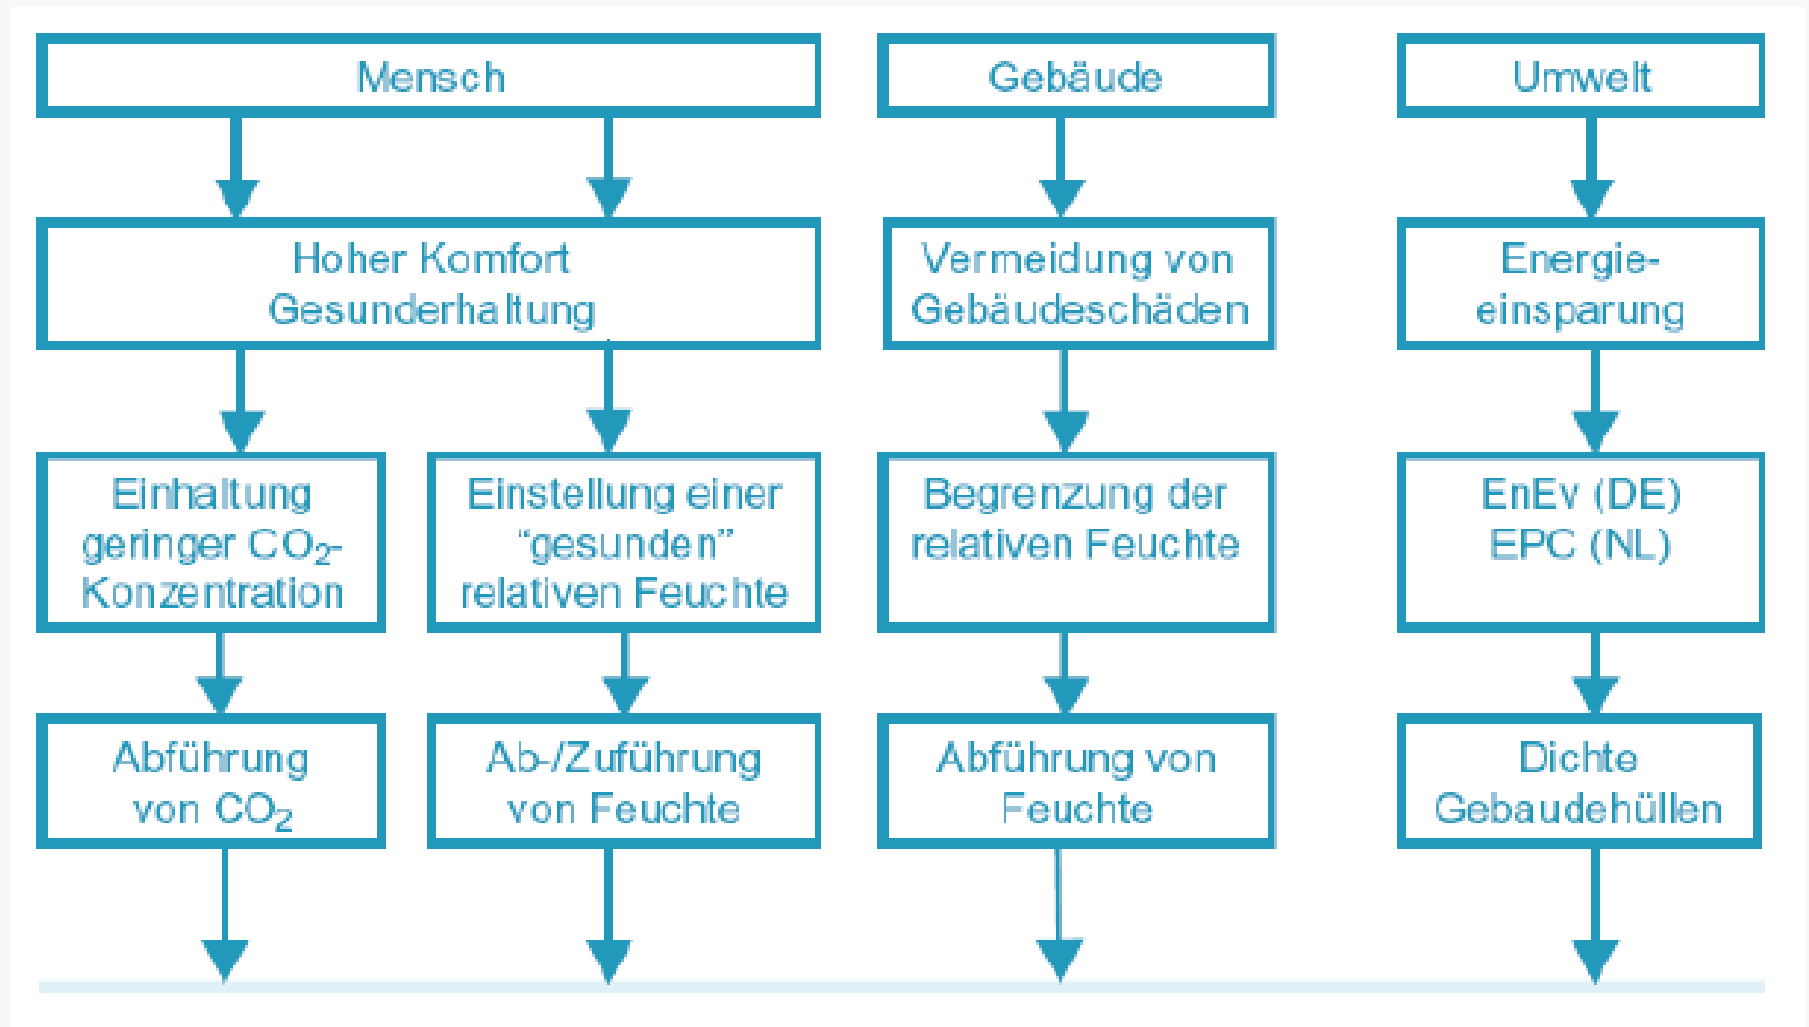 Mensch
Gebäude
Umwelt
Hoher Komfort
Gesunderhaltung
Vermeidung von
Gebäudeschäden
Energie-
einsparung
Einhaltung
geringer CO₂-
Konzentration
Einstellung einer
“gesunden”
relativen Feuchte
Begrenzung der
relativen Feuchte
EnEv (DE)
EPC (NL)
Abführung
von CO₂
Ab-/Zuführung
von Feuchte
Abführung von
Feuchte
Dichte
Gebaudehüllen